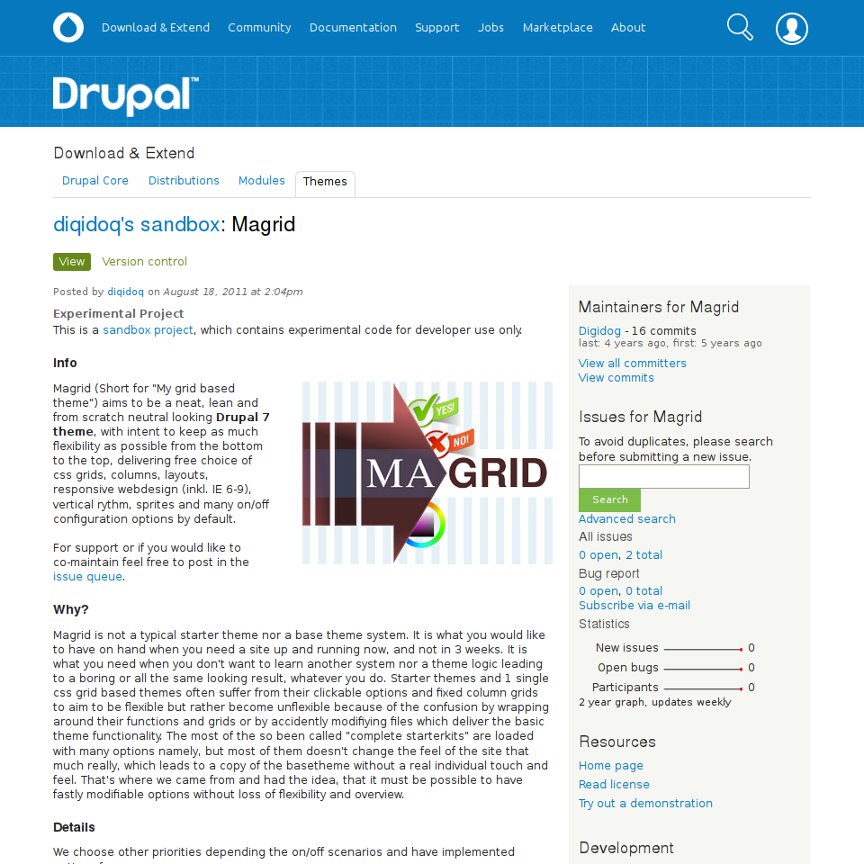 Download & Extend Community Documentation Support Jobs Marketplace About
Drupal™
Download & Extend
Drupal Core Distributions Modules Themes
diqidoq's sandbox: Magrid
View Version control
Posted by diqidoq on August 18, 2011 at 2:04pm
Experimental Project
This is a sandbox project, which contains experimental code for developer use only.
Info
Magrid (Short for "My grid based
theme") aims to be a neat, lean and
from scratch neutral looking Drupal 7
theme, with intent to keep as much
flexibility as possible from the bottom
to the top, delivering free choice of
css grids, columns, layouts,
responsive webdesign (inkl. IE 6-9),
vertical rythm, sprites and many on/off
configuration options by default.
YES!
NO!
MAGRID
For support or if you would like to
co-maintain feel free to post in the
issue queue.
Why?
Magrid is not a typical starter theme nor a base theme system. It is what you would like
to have on hand when you need a site up and running now, and not in 3 weeks. It is
what you need when you don't want to learn another system nor a theme logic leading
to a boring or all the same looking result, whatever you do. Starter themes and 1 single
css grid based themes often suffer from their clickable options and fixed column grids
to aim to be flexible but rather become unflexible because of the confusion by wrapping
around their functions and grids or by accidently modifiying files which deliver the basic
theme functionality. The most of the so been called "complete starterkits" are loaded
with many options namely, but most of them doesn't change the feel of the site that
much really, which leads to a copy of the basetheme without a real individual touch and
feel. That's where we came from and had the idea, that it must be possible to have
fastly modifiable options without loss of flexibility and overview.
Details
We choose other priorities depending the on/off scenarios and have implemented
Maintainers for Magrid
Digidog - 16 commits
last: 4 years ago, first: 5 years ago
View all committers
View commits
Issues for Magrid
To avoid duplicates, please search
before submitting a new issue.
Search
Advanced search
All issues
0 open, 2 total
Bug report
0 open, 0 total
Subscribe via e-mail
Statistics
New issues 0
Open bugs 0
Participants 0
2 year graph, updates weekly
Resources
Home page
Read license
Try out a demonstration
Development